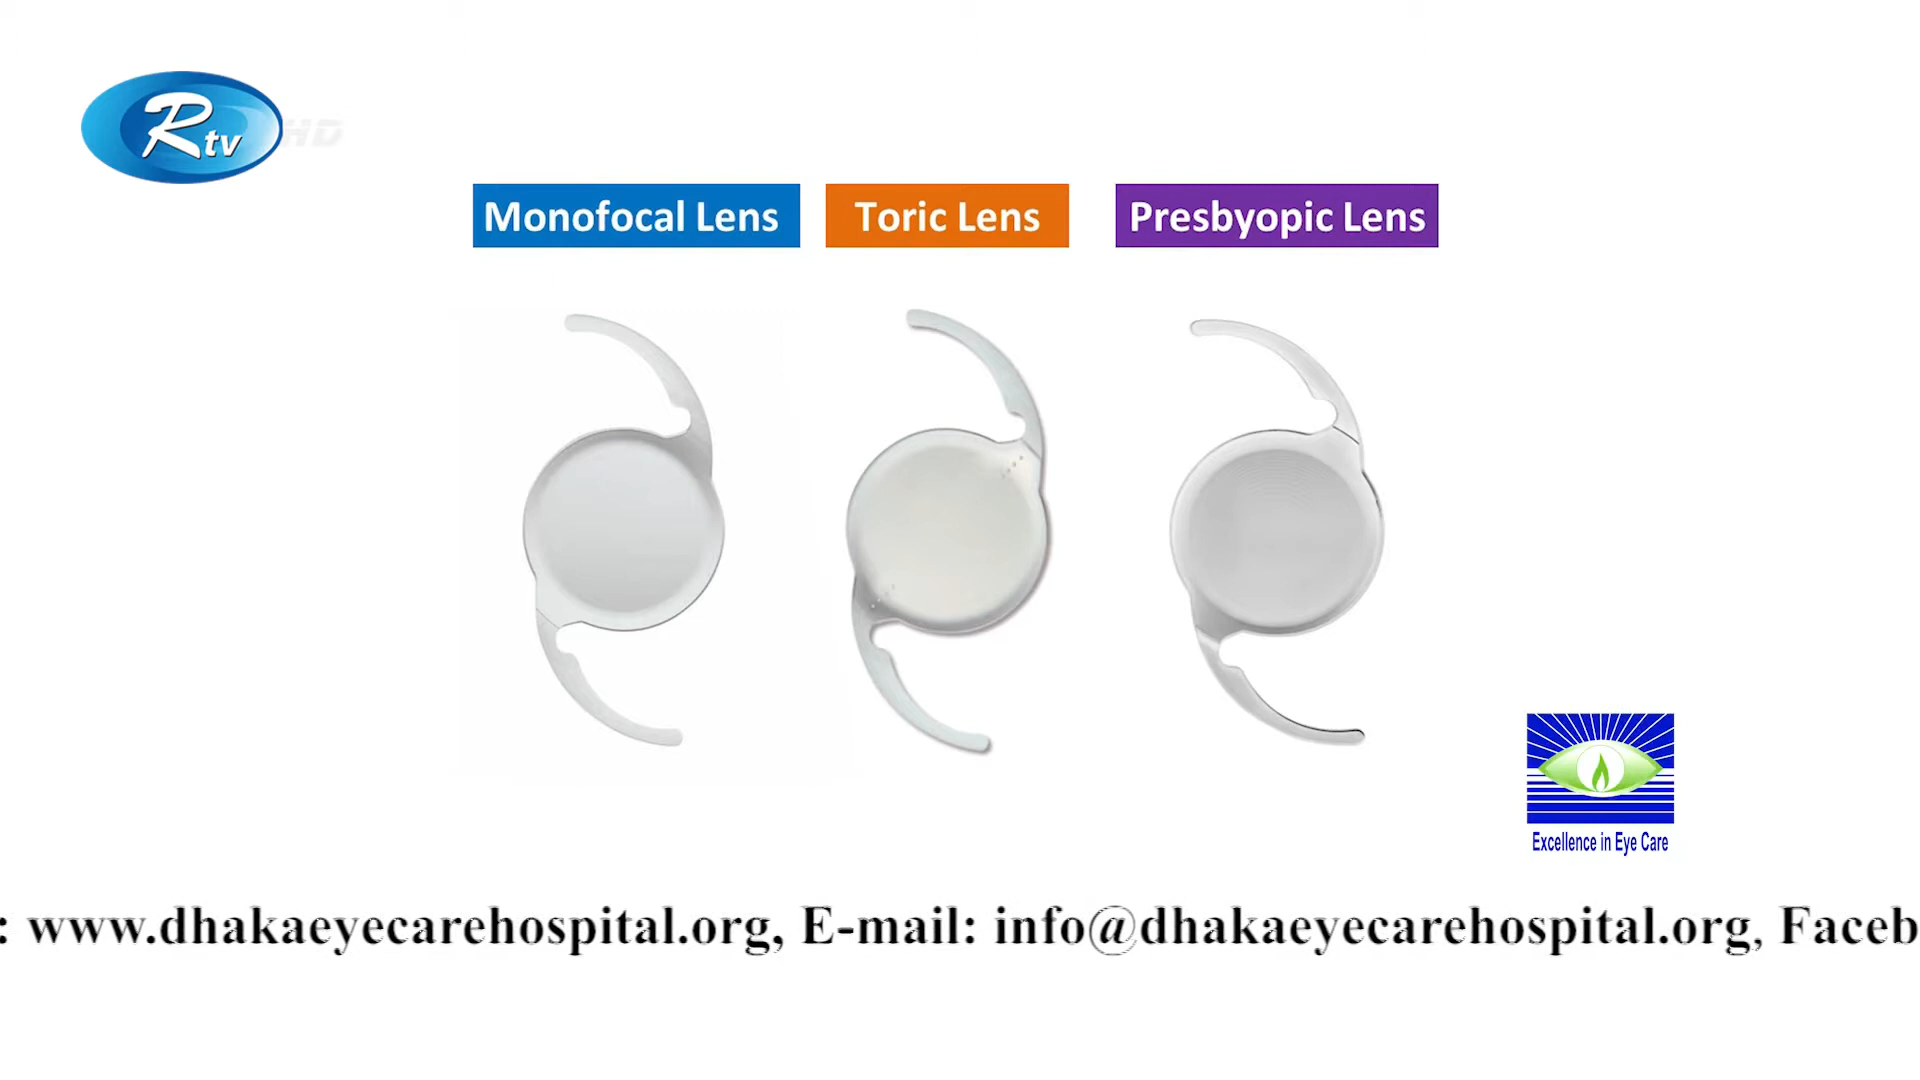 Rtv HD
Monofocal Lens
Toric Lens
Presbyopic Lens
Excellence in Eye Care
: www.dhakaeyecarehospital.org, E-mail: info@dhakaeyecarehospital.org, Faceb